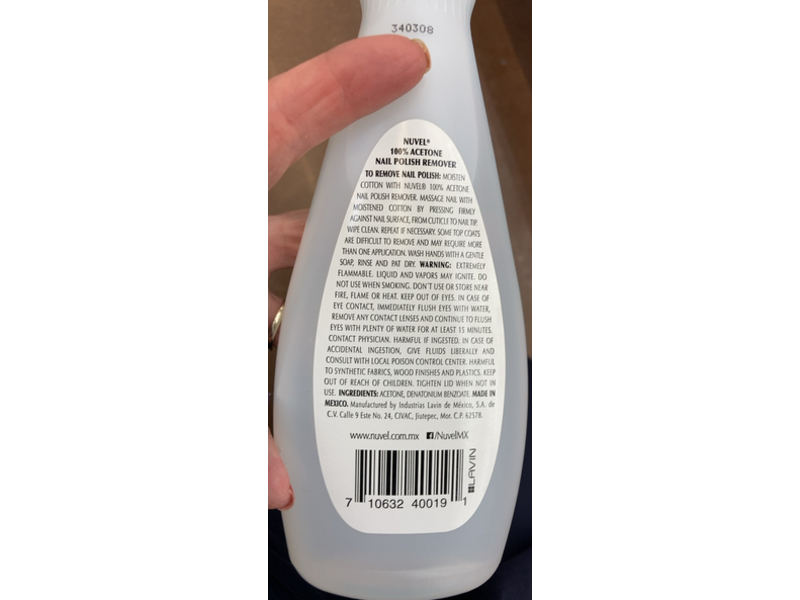 340308
NUVEL®
100% ACETONE
NAIL POLISH REMOVER
TO REMOVE NAIL POLISH: MOISTEN
COTTON WITH NUVEL® 100% ACETONE
NAIL POLISH REMOVER. MASSAGE NAIL WITH
MOISTENED COTTON BY PRESSING FIRMLY
AGAINST NAIL SURFACE, FROM CUTICLE TO NAIL TIP.
WIPE CLEAN. REPEAT IF NECESSARY. SOME TOP COATS
ARE DIFFICULT TO REMOVE AND MAY REQUIRE MORE
THAN ONE APPLICATION. WASH HANDS WITH A GENTLE
SOAP, RINSE AND PAT DRY. WARNING: EXTREMELY
FLAMMABLE. LIQUID AND VAPORS MAY IGNITE. DO
NOT USE WHEN SMOKING. DON'T USE OR STORE NEAR
FIRE, FLAME OR HEAT. KEEP OUT OF EYES. IN CASE OF
EYE CONTACT, IMMEDIATELY FLUSH EYES WITH WATER,
REMOVE ANY CONTACT LENSES AND CONTINUE TO FLUSH
EYES WITH PLENTY OF WATER FOR AT LEAST 15 MINUTES.
CONTACT PHYSICIAN. HARMFUL IF INGESTED. IN CASE OF
ACCIDENTAL INGESTION, GIVE FLUIDS LIBERALLY AND
CONSULT WITH LOCAL POISON CONTROL CENTER. HARMFUL
TO SYNTHETIC FABRICS, WOOD FINISHES AND PLASTICS. KEEP
OUT OF REACH OF CHILDREN. TIGHTEN LID WHEN NOT IN
USE. INGREDIENTS: ACETONE, DENATONIUM BENZOATE. MADE IN
MEXICO. Manufactured by Industrias Lavin de México, S.A. de
C.V. Calle 9 Este No. 24, CIVAC, Jiutepec, Mor. C.P. 62578.
www.nuvel.com.mx f/NuvelMX
LAVIN
7 10632 40019 1